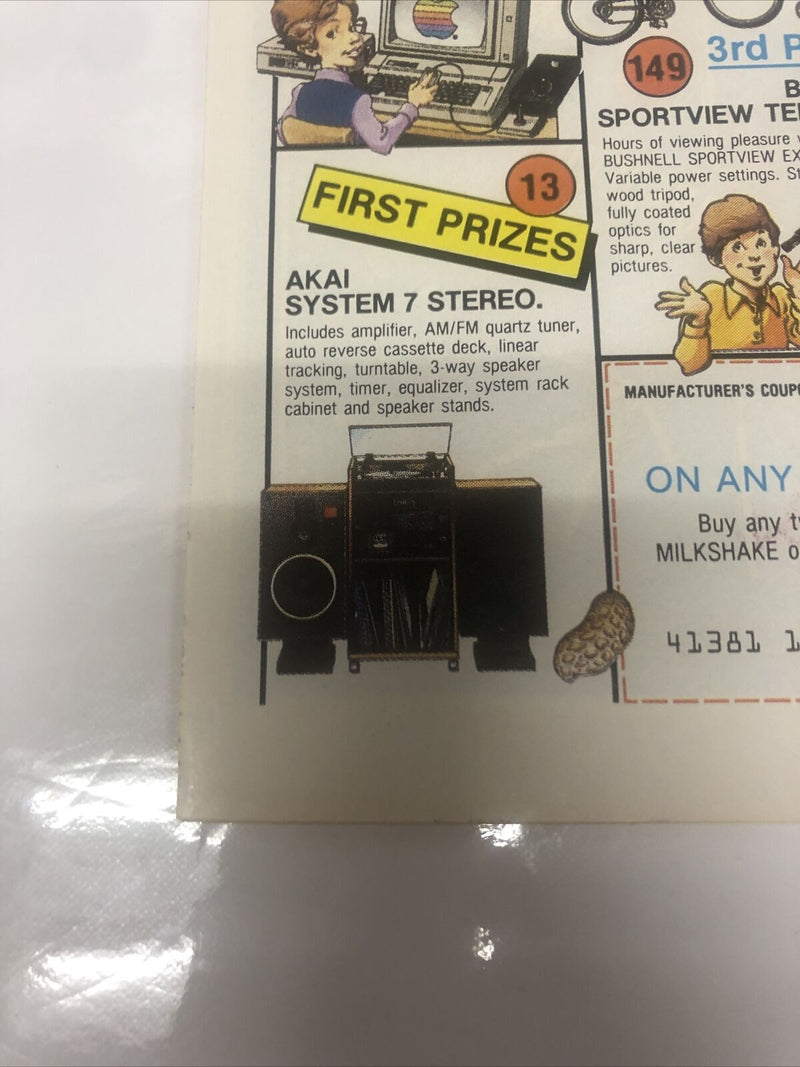 13
FIRST PRIZES
AKAI
SYSTEM 7 STEREO.
Includes amplifier, AM/FM quartz tuner,
auto reverse cassette deck, linear
tracking, turntable, 3-way speaker
system, timer, equalizer, system rack
cabinet and speaker stands.
149
3rd P
B
SPORTVIEW TE
Hours of viewing pleasure
BUSHNELL SPORTVIEW EX
Variable power settings. St
wood tripod,
fully coated
optics for
sharp, clear
pictures.
MANUFACTURER'S COUP
ON ANY
Buy any t
MILKSHAKE o
41381 1